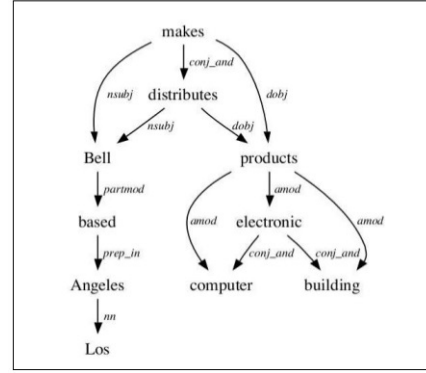 makes
conj_and
nsubj
distributes
dobj
nsubj
dobj
Bell
products
partmod
amod
amod
electronic
amod
based
prep_in
conj_and
conj_and
Angeles
computer
building
nn
Los